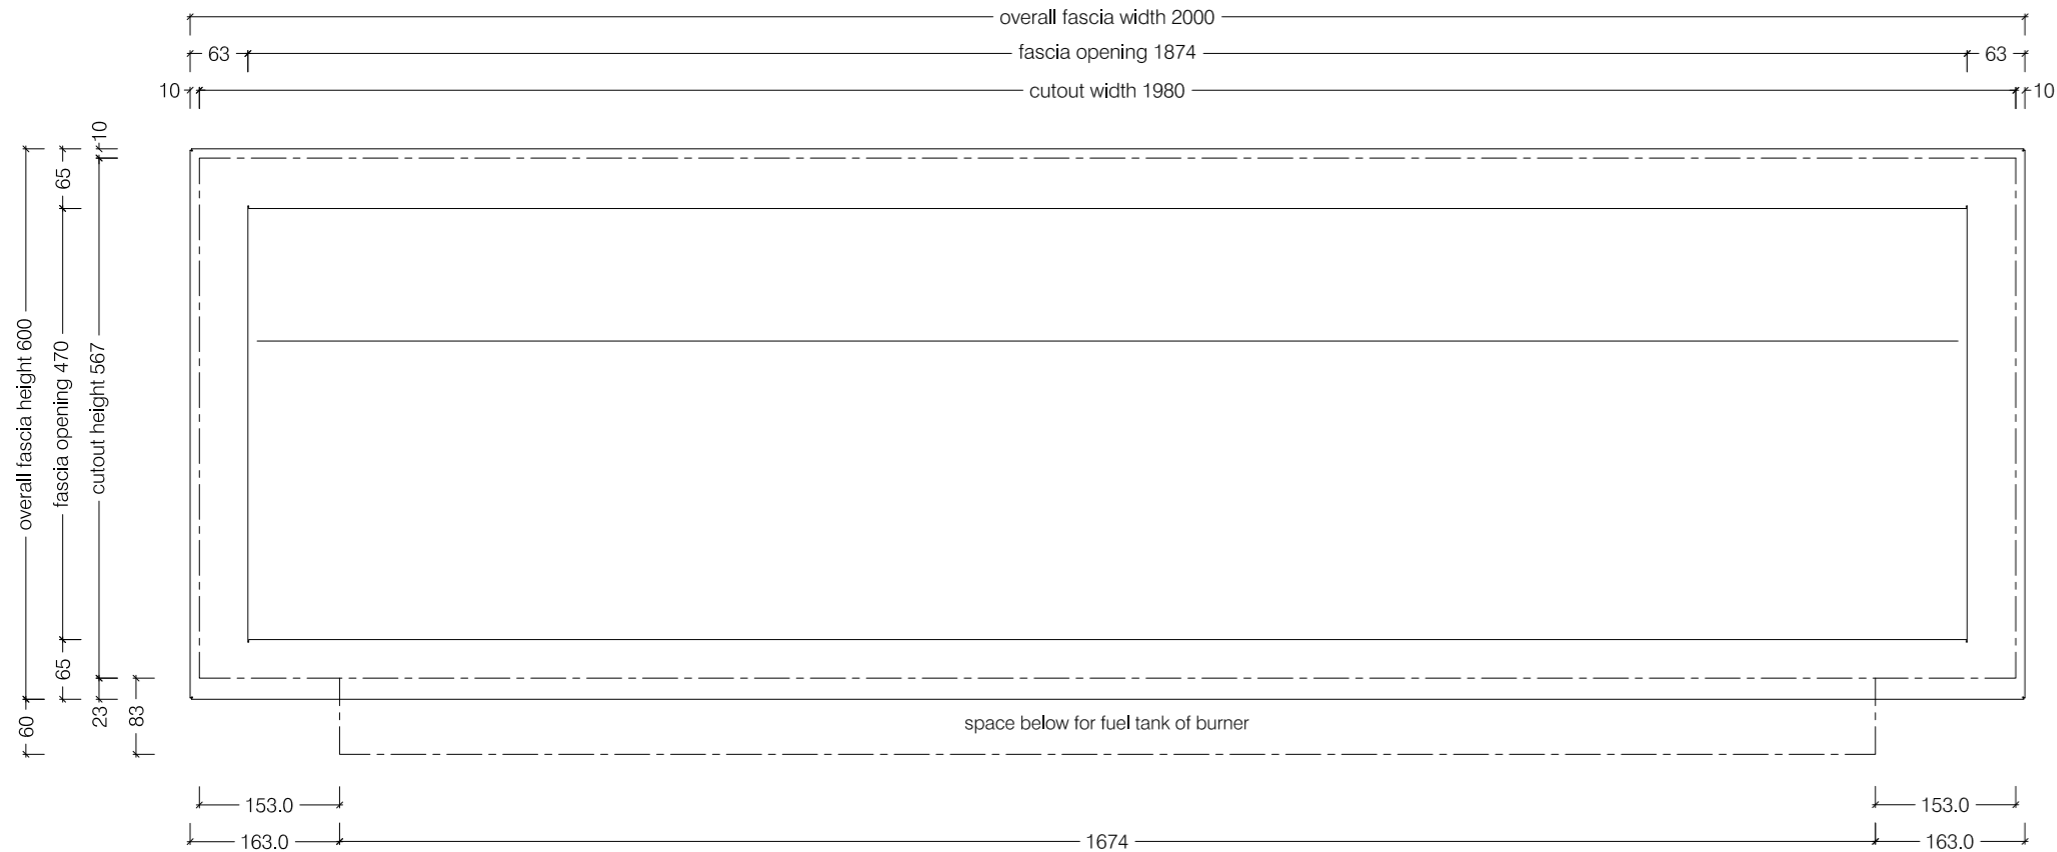 overall fascia width 2000
63
fascia opening 1874
63
10
cutout width 1980
10
overall fascia height 600
60
65
fascia opening 470
65
10
cutout height 567
23
83
space below for fuel tank of burner
153.0
153.0
163.0
1674
163.0